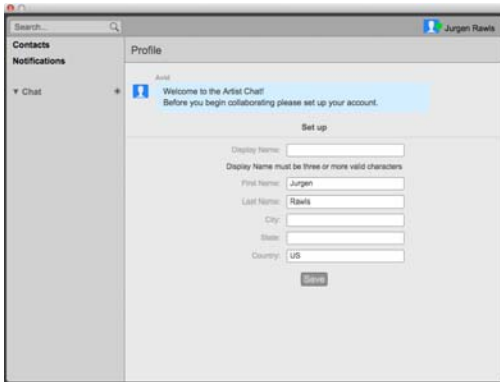 Search...
Jurgen Rawls
Contacts
Notifications
Chat
Profile
Avid
Welcome to the Artist Chat!
Before you begin collaborating please set up your account.
Set up
Display Name:
Display Name must be three or more valid characters
First Name: Jurgen
Last Name: Rawls
City:
State:
Country: US
Save